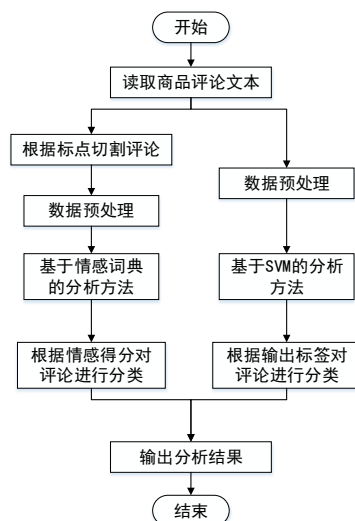 开始
读取商品评论文本
根据标点切割评论
数据预处理
基于情感词典
的分析方法
根据情感得分对
评论进行分类
数据预处理
基于SVM的分析
方法
根据输出标签对
评论进行分类
输出分析结果
结束